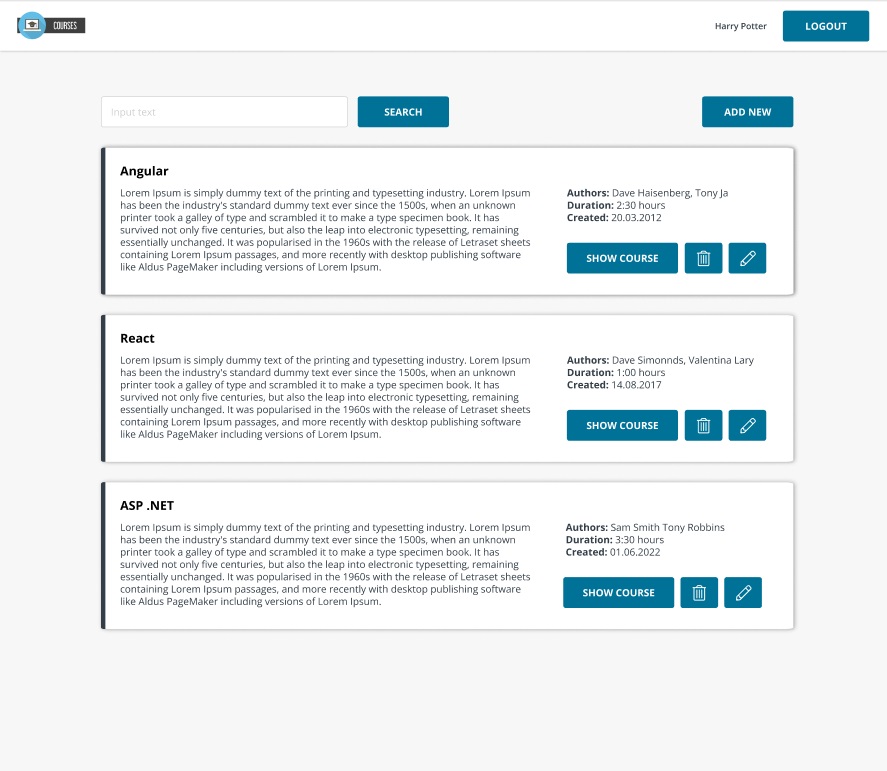 COURSES
Harry Potter
LOGOUT
Input text
SEARCH
ADD NEW
Angular
Lorem Ipsum is simply dummy text of the printing and typesetting industry. Lorem Ipsum
has been the industry's standard dummy text ever since the 1500s, when an unknown
printer took a galley of type and scrambled it to make a type specimen book. It has
survived not only five centuries, but also the leap into electronic typesetting, remaining
essentially unchanged. It was popularised in the 1960s with the release of Letraset sheets
containing Lorem Ipsum passages, and more recently with desktop publishing software
like Aldus PageMaker including versions of Lorem Ipsum.
Authors: Dave Haisenberg, Tony Ja
Duration: 2:30 hours
Created: 20.03.2012
SHOW COURSE
React
Lorem Ipsum is simply dummy text of the printing and typesetting industry. Lorem Ipsum
has been the industry's standard dummy text ever since the 1500s, when an unknown
printer took a galley of type and scrambled it to make a type specimen book. It has
survived not only five centuries, but also the leap into electronic typesetting, remaining
essentially unchanged. It was popularised in the 1960s with the release of Letraset sheets
containing Lorem Ipsum passages, and more recently with desktop publishing software
like Aldus PageMaker including versions of Lorem Ipsum.
Authors: Dave Simonnds, Valentina Lary
Duration: 1:00 hours
Created: 14.08.2017
SHOW COURSE
ASP .NET
Lorem Ipsum is simply dummy text of the printing and typesetting industry. Lorem Ipsum
has been the industry's standard dummy text ever since the 1500s, when an unknown
printer took a galley of type and scrambled it to make a type specimen book. It has
survived not only five centuries, but also the leap into electronic typesetting, remaining
essentially unchanged. It was popularised in the 1960s with the release of Letraset sheets
containing Lorem Ipsum passages, and more recently with desktop publishing software
like Aldus PageMaker including versions of Lorem Ipsum.
Authors: Sam Smith Tony Robbins
Duration: 3:30 hours
Created: 01.06.2022
SHOW COURSE